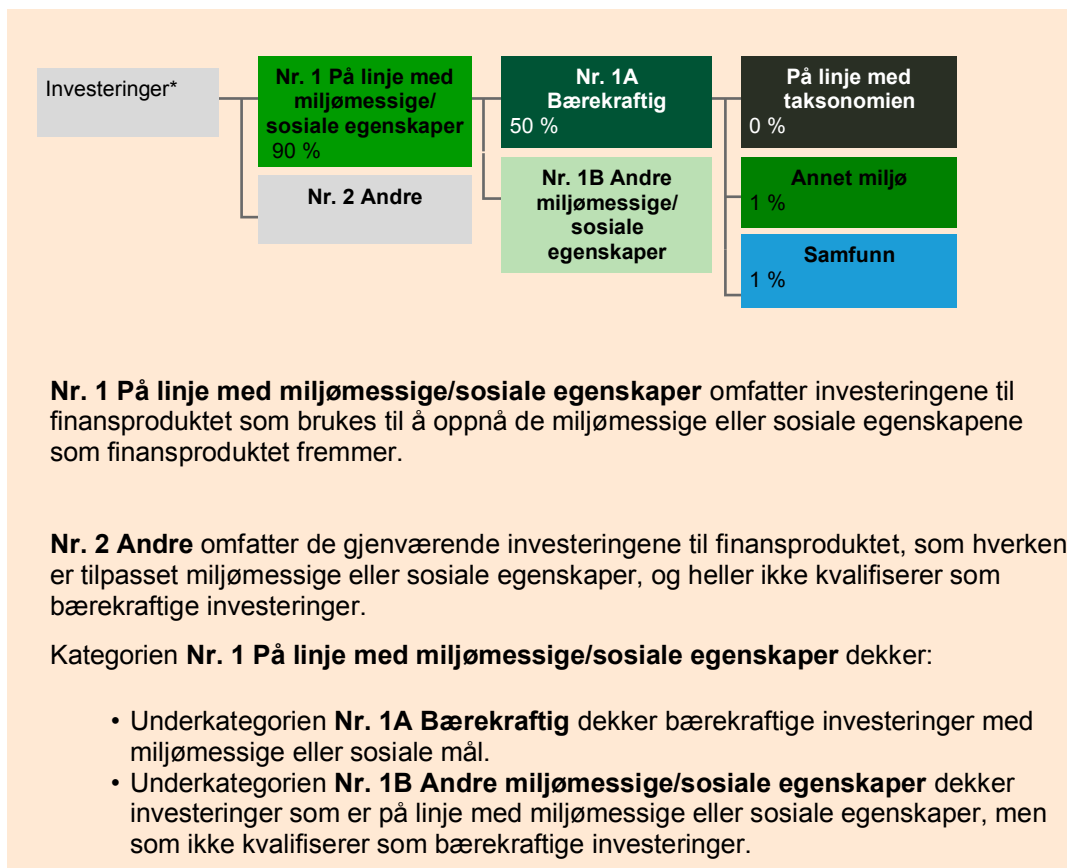 Investeringer*
Nr. 1 På linje med
miljømessige/
sosiale egenskaper
90 %
Nr. 2 Andre
Nr. 1A
Bærekraftig
50 %
Nr. 1B Andre
miljømessige/
sosiale
egenskaper
På linje med
taksonomien
0 %
Annet miljø
1 %
Samfunn
1 %
Nr. 1 På linje med miljømessige/sosiale egenskaper omfatter investeringene til
finansproduktet som brukes til å oppnå de miljømessige eller sosiale egenskapene
som finansproduktet fremmer.
Nr. 2 Andre omfatter de gjenværende investeringene til finansproduktet, som hverken
er tilpasset miljømessige eller sosiale egenskaper, og heller ikke kvalifiserer som
bærekraftige investeringer.
Kategorien Nr. 1 På linje med miljømessige/sosiale egenskaper dekker:
• Underkategorien Nr. 1A Bærekraftig dekker bærekraftige investeringer med
miljømessige eller sosiale mål.
• Underkategorien Nr. 1B Andre miljømessige/sosiale egenskaper dekker
investeringer som er på linje med miljømessige eller sosiale egenskaper, men
som ikke kvalifiserer som bærekraftige investeringer.